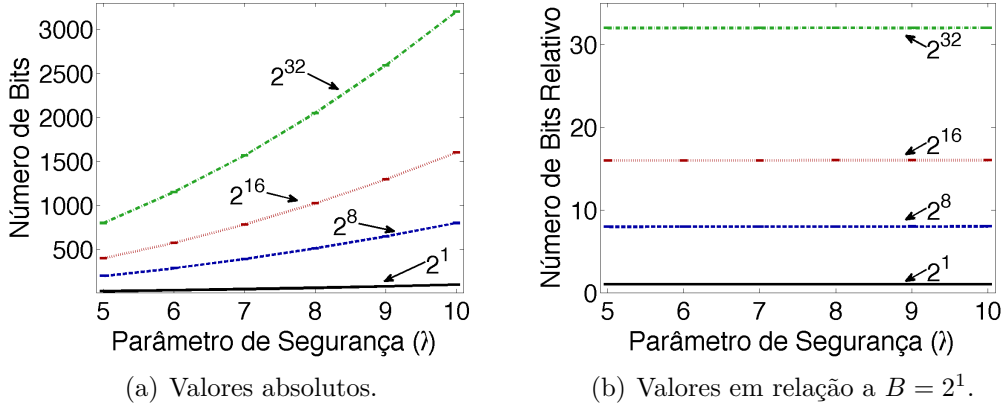 Número de Bits
3000
2500
2000
1500
1000
500
2^32
2^16
2^8
2^1
5 6 7 8 9 10
Parâmetro de Segurança (λ)
(a) Valores absolutos.
Número de Bits Relativo
30
20
10
0
2^32
2^16
2^8
2^1
5 6 7 8 9 10
Parâmetro de Segurança (λ)
(b) Valores em relação a B = 2^1.